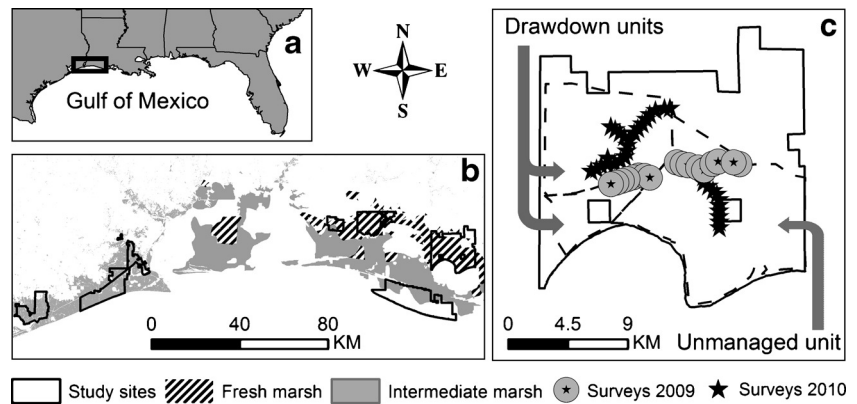 a
Gulf of Mexico
N
W E
S
Drawdown units
c
b
0 40 80
KM
0 4.5 9
KM
Unmanaged unit
Study sites Fresh marsh Intermediate marsh Surveys 2009 Surveys 2010